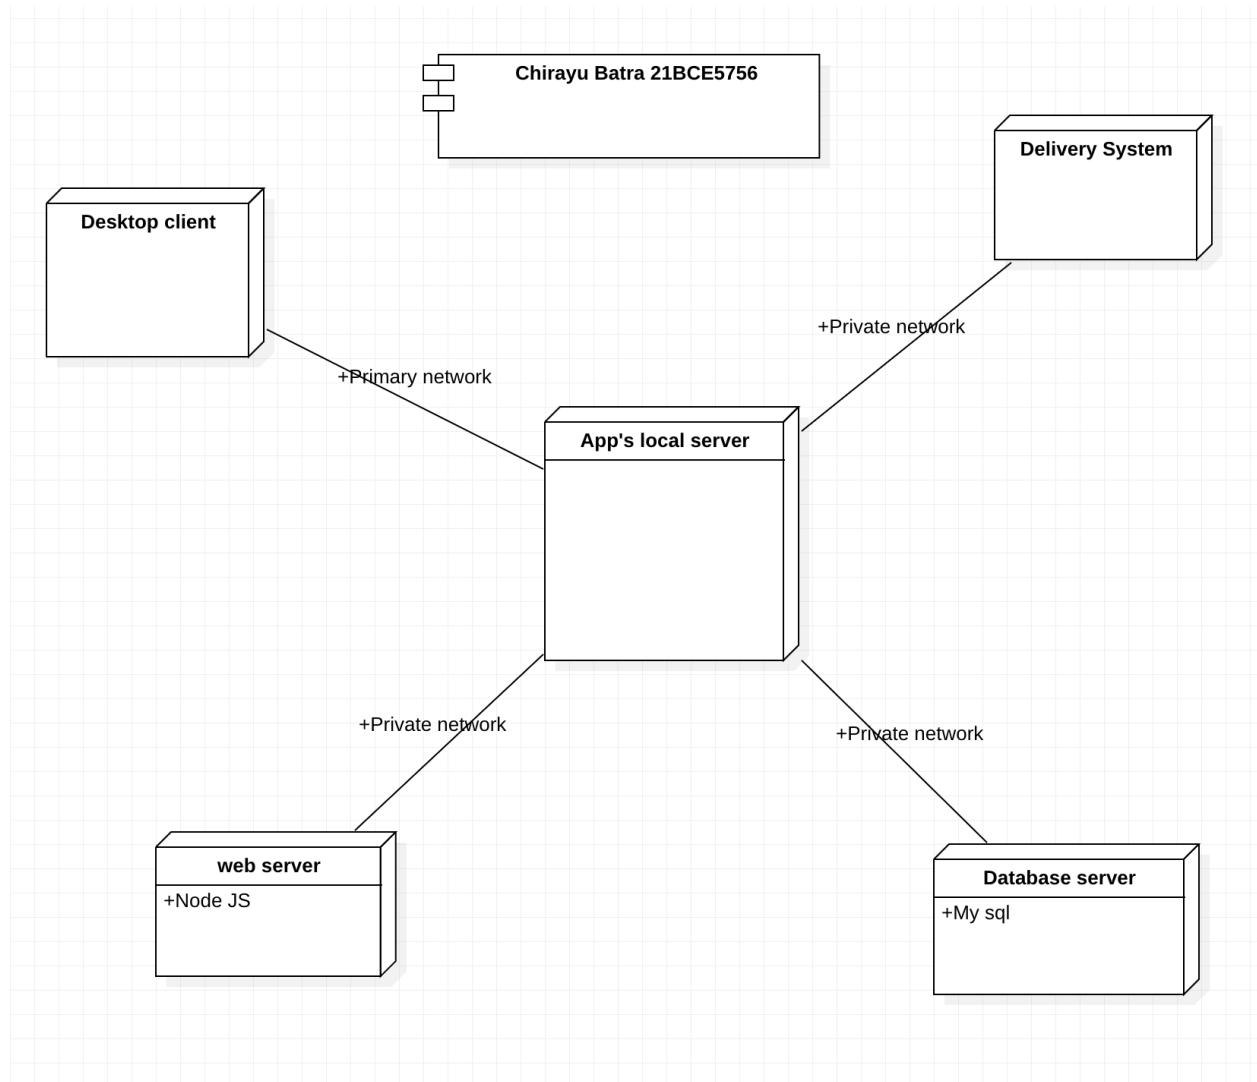 Chirayu Batra 21BCE5756
Delivery System
Desktop client
+Private network
+Primary network
App's local server
+Private network
+Private network
web server
+Node JS
Database server
+My sql